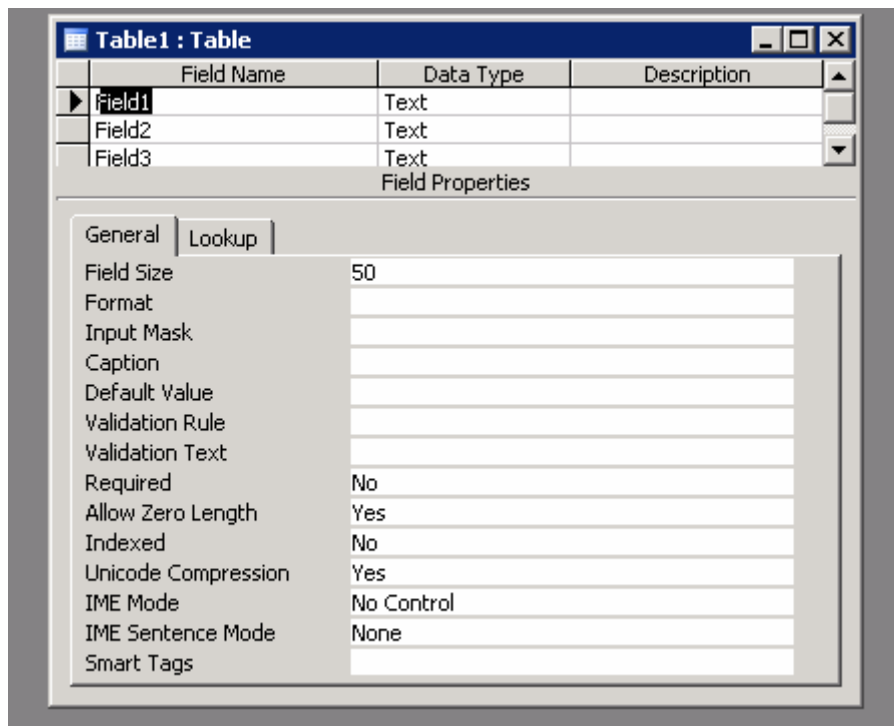 Table1 : Table
Field Name Data Type Description
Field1 Text
Field2 Text
Field3 Text
Field Properties
General Lookup
Field Size 50
Format
Input Mask
Caption
Default Value
Validation Rule
Validation Text
Required No
Allow Zero Length Yes
Indexed No
Unicode Compression Yes
IME Mode No Control
IME Sentence Mode None
Smart Tags